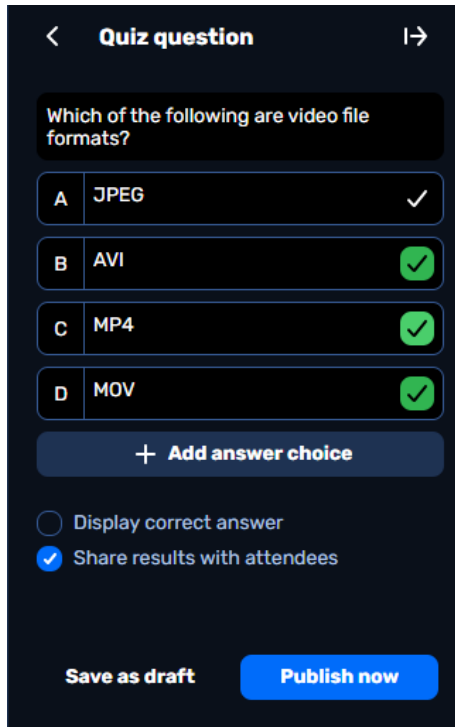 Quiz question
Which of the following are video file
formats?
A JPEG
B AVI
C MP4
D MOV
+ Add answer choice
Display correct answer
Share results with attendees
Save as draft Publish now